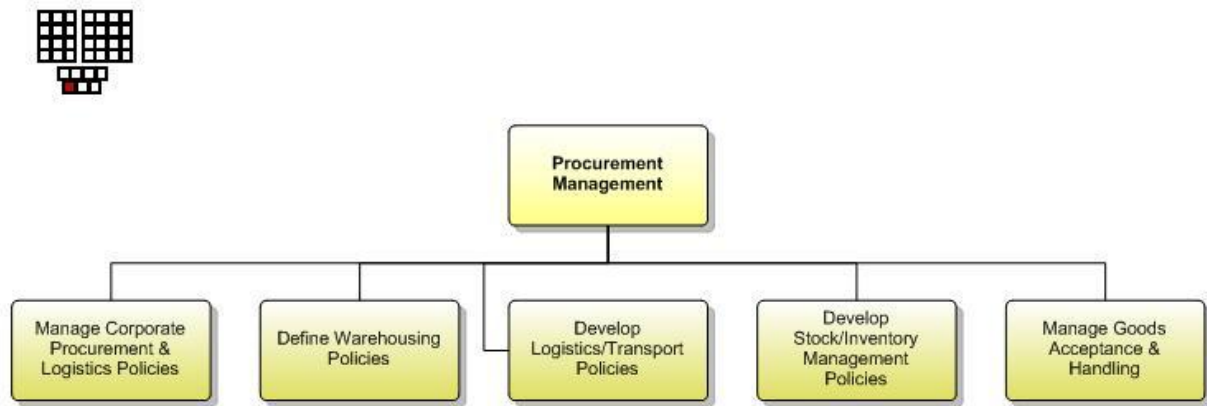 Procurement
Management
Manage Corporate
Procurement &
Logistics Policies
Define Warehousing
Policies
Develop
Logistics/Transport
Policies
Develop
Stock/Inventory
Management
Policies
Manage Goods
Acceptance &
Handling